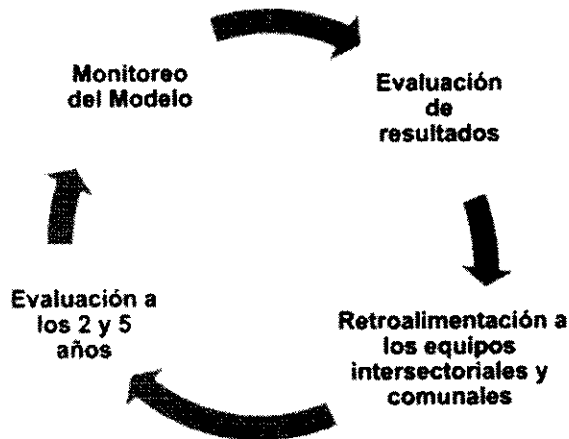 Monitoreo
del Modelo
Evaluación
de
resultados
Retroalimentación a
los equipos
intersectoriales y
comunales
Evaluación a
los 2 y 5
años